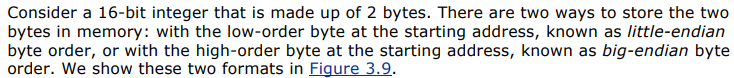 Consider a 16-bit integer that is made up of 2 bytes. There are two ways to store the two
bytes in memory: with the low-order byte at the starting address, known as little-endian
byte order, or with the high-order byte at the starting address, known as big-endian byte
order. We show these two formats in Figure 3.9.